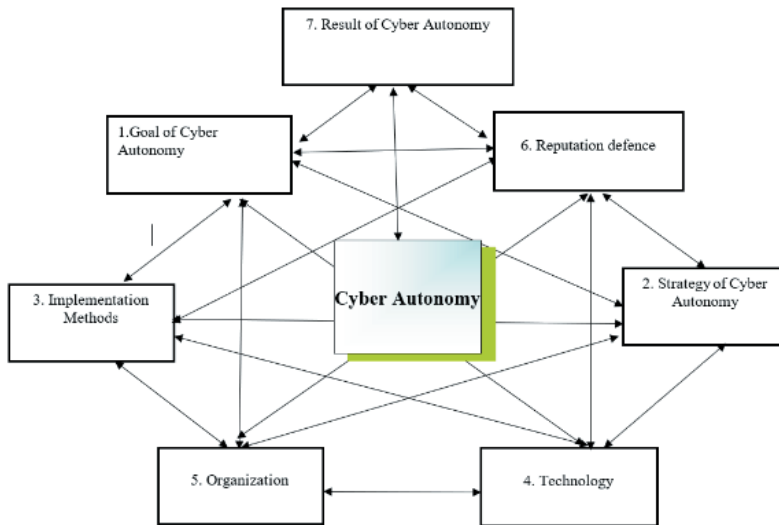 7. Result of Cyber Autonomy
1.Goal of Cyber
Autonomy
6. Reputation defence
Cyber Autonomy
3. Implementation
Methods
2. Strategy of Cyber
Autonomy
5. Organization
4. Technology